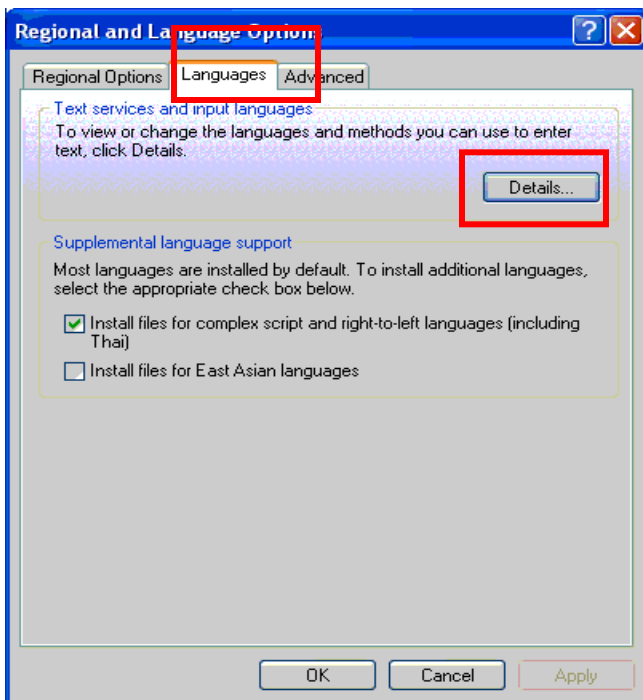 Regional and Language Options
Regional Options Languages Advanced
Text services and input languages
To view or change the languages and methods you can use to enter
text, click Details.
Details...
Supplemental language support
Most languages are installed by default. To install additional languages,
select the appropriate check box below.
Install files for complex script and right-to-left languages (including
Thai)
Install files for East Asian languages
OK Cancel Apply